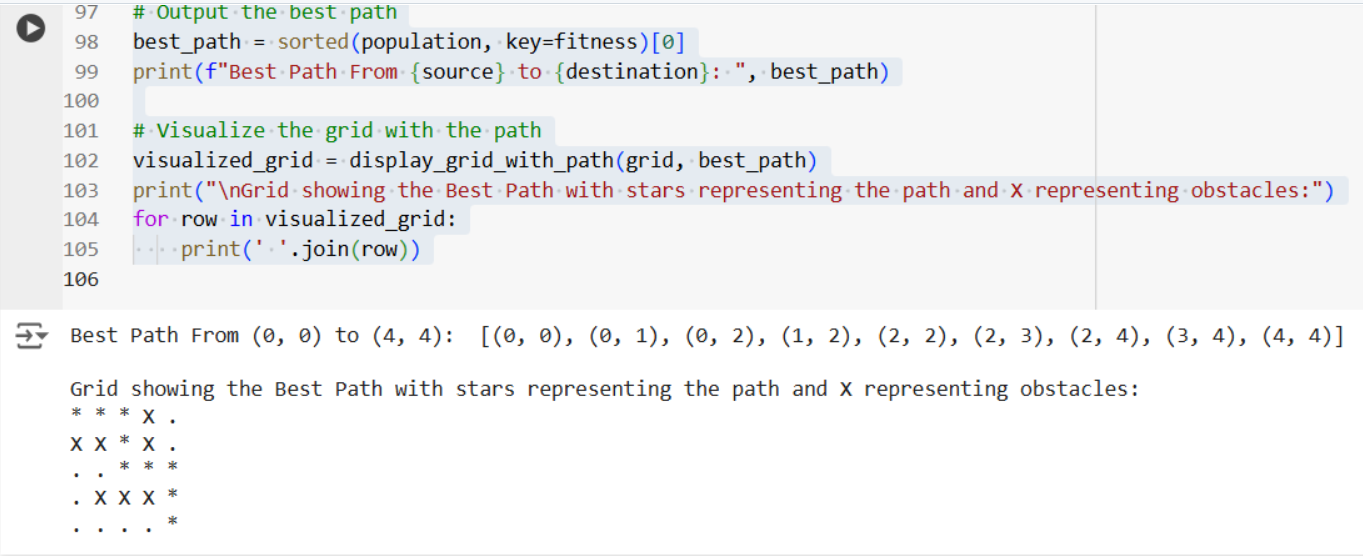 97 # Output the best path
98 best_path = sorted(population, key=fitness)[0]
99 print(f"Best Path From {source} to {destination}: ", best_path)
100
101 # Visualize the grid with the path
102 visualized_grid = display_grid_with_path(grid, best_path)
103 print("\nGrid showing the Best Path with stars representing the path and X representing obstacles:")
104 for row in visualized_grid:
105     print(' '.join(row))
106
Best Path From (0, 0) to (4, 4):  [(0, 0), (0, 1), (0, 2), (1, 2), (2, 2), (2, 3), (2, 4), (3, 4), (4, 4)]
Grid showing the Best Path with stars representing the path and X representing obstacles:
* * * X .
X X * X .
. . * * *
. X X X *
. . . . *